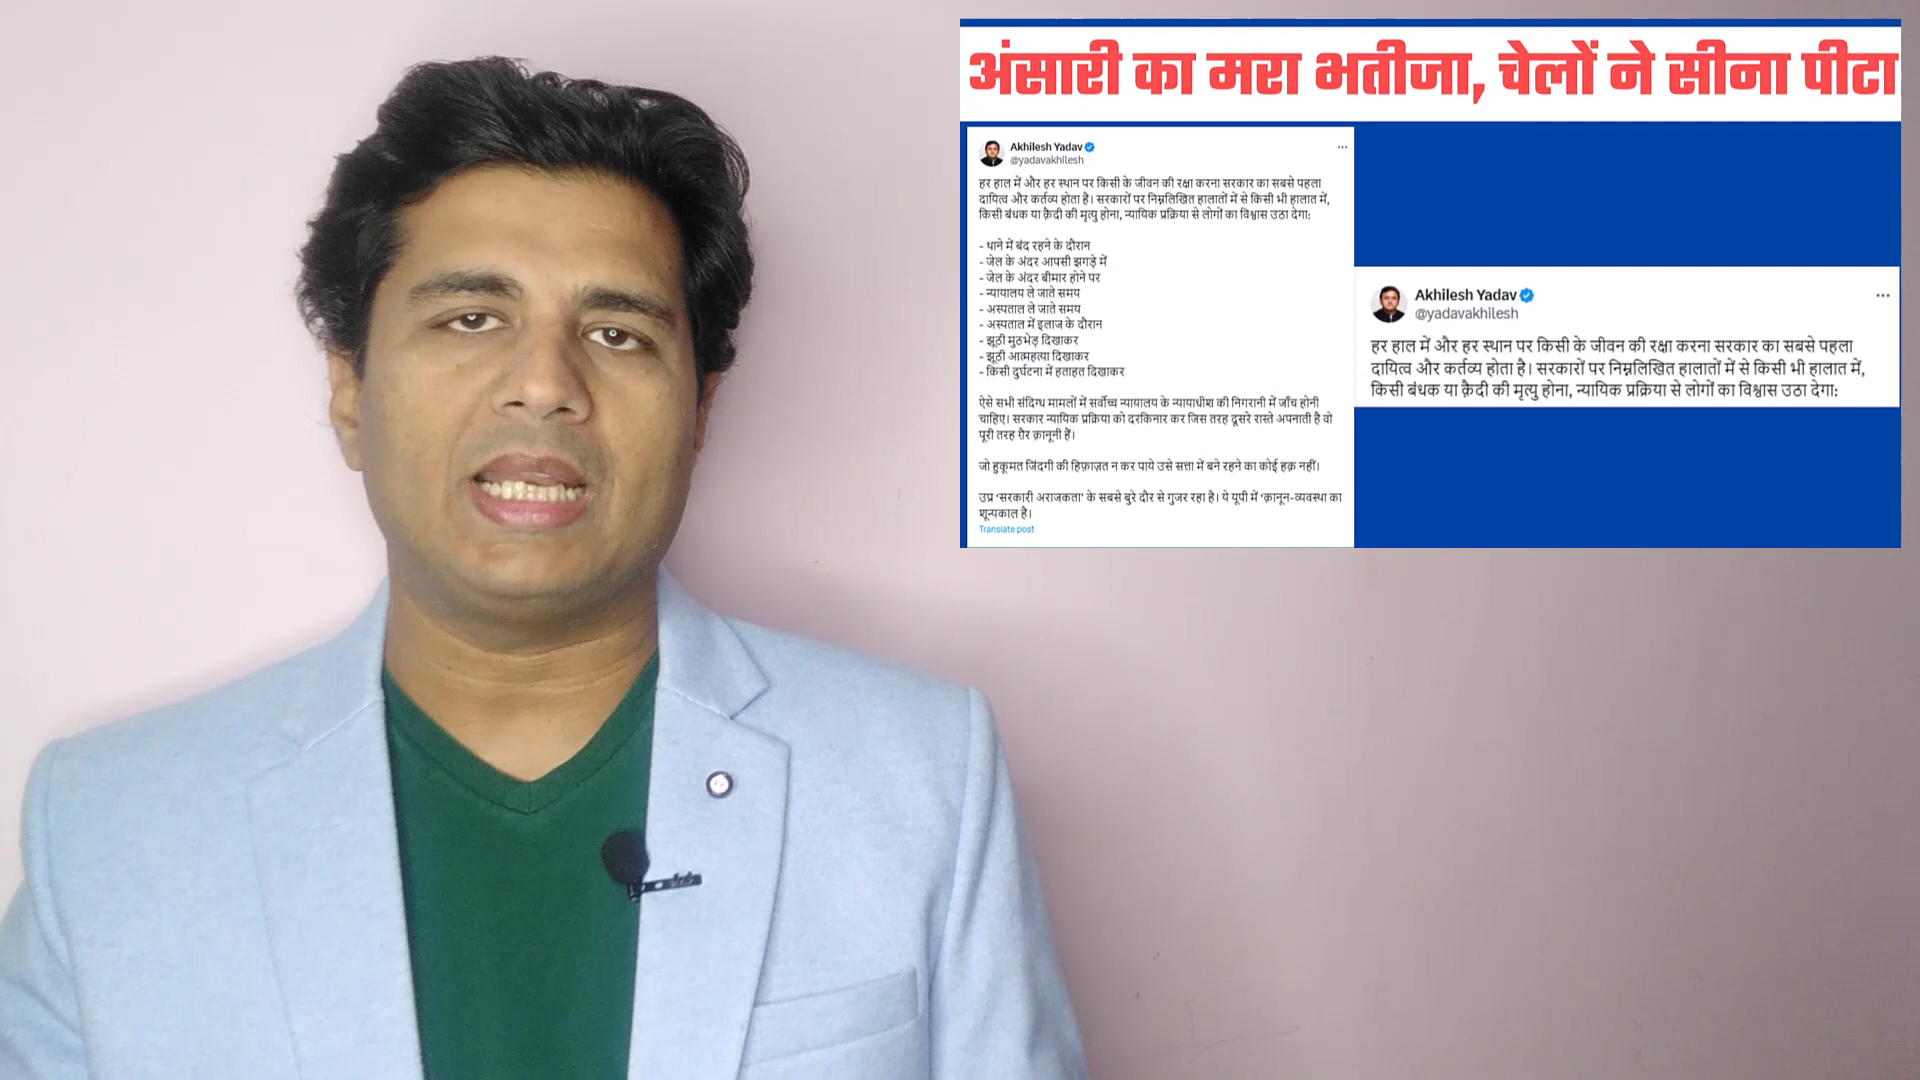 अंसारी का मरा भतीजा, चेलों ने सीना पीटा
Akhilesh Yadav
@yadavakhilesh
हर हाल में और हर स्थान पर किसी के जीवन की रक्षा करना सरकार का सबसे पहला
दायित्व और कर्तव्य होता है। सरकारों पर निम्नलिखित हालातों में से किसी भी हालात में,
किसी बंधक या क़ैदी की मृत्यु होना, न्यायिक प्रक्रिया से लोगों का विश्वास उठा देगा:
- थाने में बंद रहने के दौरान
- जेल के अंदर आपसी झगड़े में
- जेल के अंदर बीमार होने पर
- न्यायालय ले जाते समय
- अस्पताल ले जाते समय
- अस्पताल में इलाज के दौरान
- झूठी मुठभेड़ दिखाकर
- झूठी आत्महत्या दिखाकर
- किसी दुर्घटना में हताहत दिखाकर
ऐसे सभी संदिग्ध मामलों में सर्वोच्च न्यायालय के न्यायाधीश की निगरानी में जाँच होनी
चाहिए। सरकार न्यायिक प्रक्रिया को दरकिनार कर जिस तरह दूसरे रास्ते अपनाती है वो
पूरी तरह ग़ैर क़ानूनी हैं।
जो हुकूमत जिंदगी की हिफ़ाज़त न कर पाये उसे सत्ता में बने रहने का कोई हक़ नहीं।
उप्र 'सरकारी अराजकता' के सबसे बुरे दौर से गुजर रहा है। ये यूपी में 'क़ानून-व्यवस्था का
शून्यकाल है।
Translate post
Akhilesh Yadav
@yadavakhilesh
हर हाल में और हर स्थान पर किसी के जीवन की रक्षा करना सरकार का सबसे पहला
दायित्व और कर्तव्य होता है। सरकारों पर निम्नलिखित हालातों में से किसी भी हालात में,
किसी बंधक या क़ैदी की मृत्यु होना, न्यायिक प्रक्रिया से लोगों का विश्वास उठा देगा: